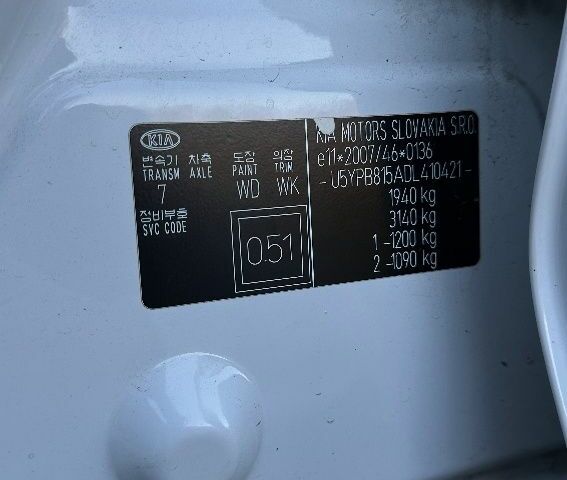 KIA
변속기 차축 도장 의장
TRANSM AXLE PAINT TRIM
7 WD WK
정비부호
SVC CODE
0.51
KIA MOTORS SLOVAKIA S.R.O.
e11*2007/46*0136
- U5YPB815ADL410421 -
1940 kg
3140 kg
1 -1200 kg
2 -1090 kg